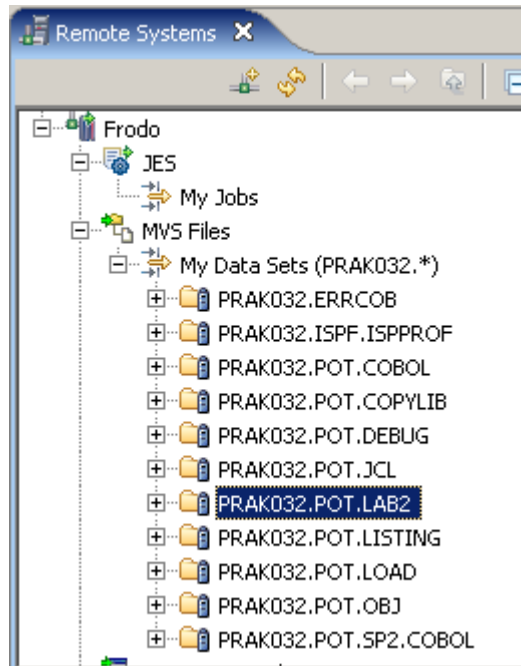 Remote Systems
Frodo
JES
My Jobs
MVS Files
My Data Sets (PRAK032.*)
PRAK032.ERRCOB
PRAK032.ISPF.ISPPROF
PRAK032.POT.COBOL
PRAK032.POT.COPYLIB
PRAK032.POT.DEBUG
PRAK032.POT.JCL
PRAK032.POT.LAB2
PRAK032.POT.LISTING
PRAK032.POT.LOAD
PRAK032.POT.OBJ
PRAK032.POT.SP2.COBOL